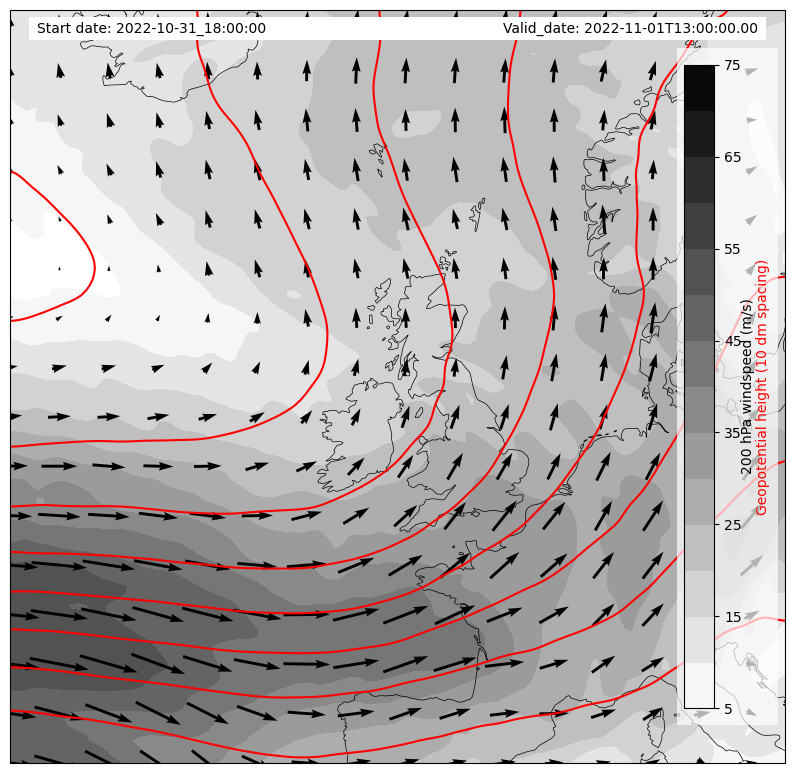 Start date: 2022-10-31_18:00:00
Valid_date: 2022-11-01T13:00:00.00
75
65
55
45
35
25
15
5
200 hPa windspeed (m/s)
Geopotential height (10 dm spacing)